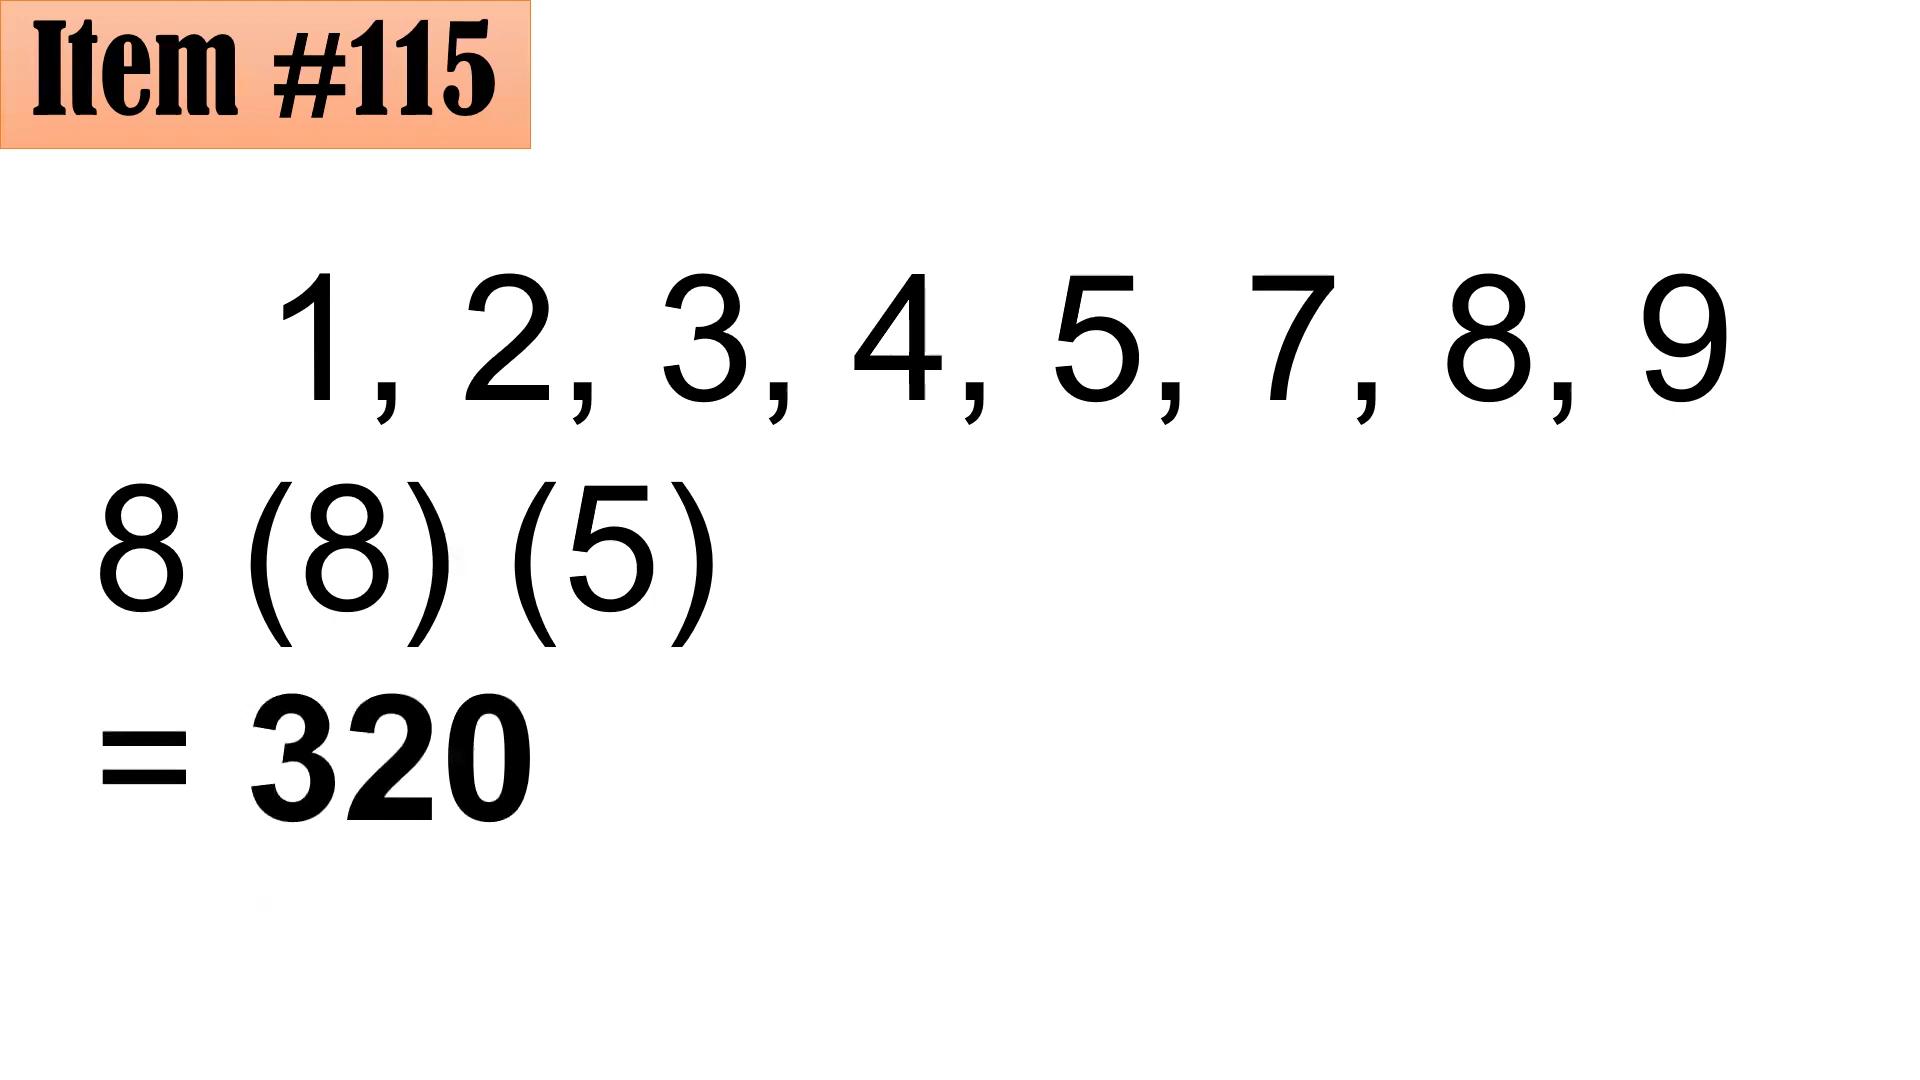 Item #115
1, 2, 3, 4, 5, 7, 8, 9
8 (8) (5)
= 320